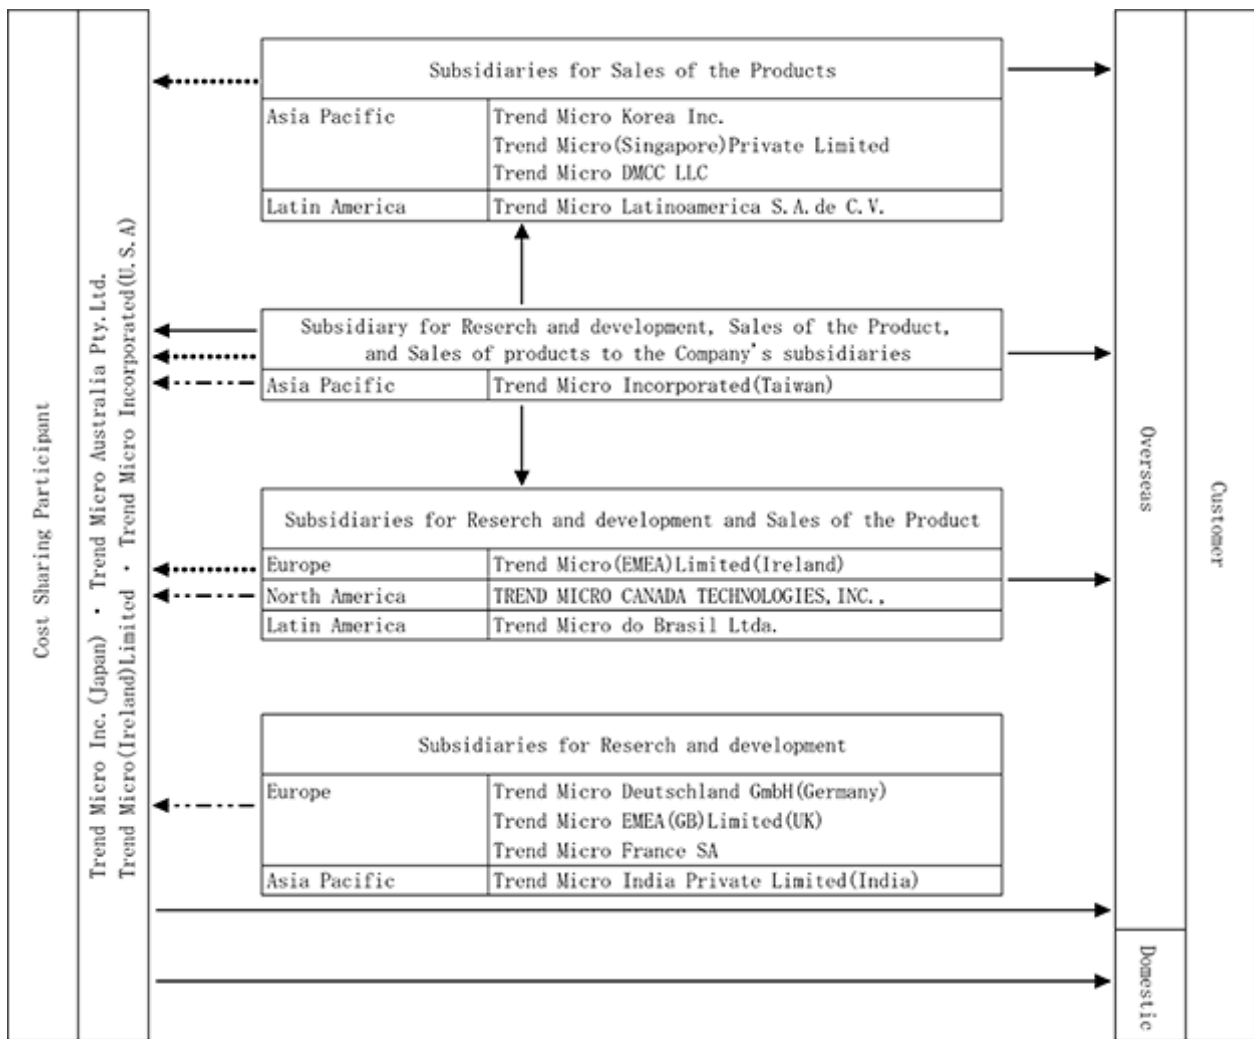 Cost Sharing Participant
Trend Micro Inc.(Japan) ・ Trend Micro Australia Pty.Ltd.
Trend Micro(Ireland)Limited ・ Trend Micro Incorporated(U.S.A)
Subsidiaries for Sales of the Products
Asia Pacific Trend Micro Korea Inc.
Trend Micro(Singapore)Private Limited
Trend Micro DMCC LLC
Latin America Trend Micro Latinoamerica S.A.de C.V.
Subsidiary for Reserch and development, Sales of the Product,
and Sales of products to the Company's subsidiaries
Asia Pacific Trend Micro Incorporated(Taiwan)
Subsidiaries for Reserch and development and Sales of the Product
Europe Trend Micro(EMEA)Limited(Ireland)
North America TREND MICRO CANADA TECHNOLOGIES,INC.,
Latin America Trend Micro do Brasil Ltda.
Subsidiaries for Reserch and development
Europe Trend Micro Deutschland GmbH(Germany)
Trend Micro EMEA(GB)Limited(UK)
Trend Micro France SA
Asia Pacific Trend Micro India Private Limited(India)
Overseas
Domestic
Customer